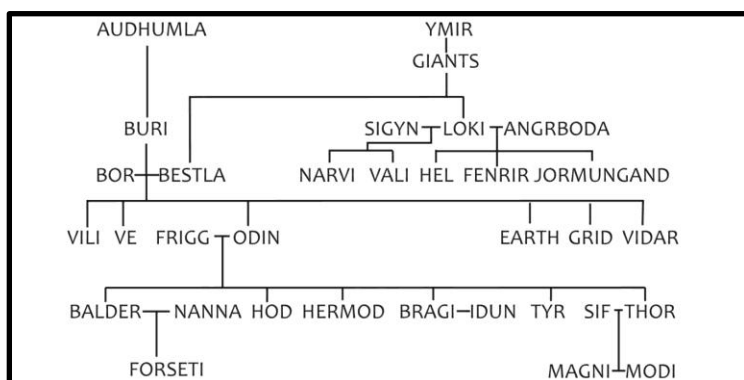 AUDHUMLA YMIR
GIANTS
BURI SIGYN LOKI ANGRBODA
BOR BESTLA NARVI VALI HEL FENRIR JORMUNGAND
VILI VE FRIGG ODIN EARTH GRID VIDAR
BALDER NANNA HOD HERMOD BRAGI IDUN TYR SIF THOR
FORSETI MAGNI MODI